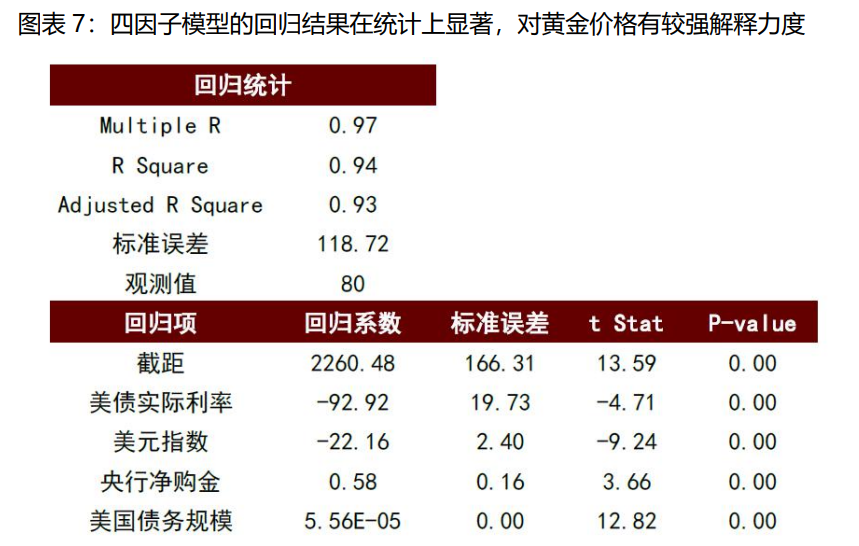 图表 7：四因子模型的回归结果在统计上显著，对黄金价格有较强解释力度
回归统计
Multiple R 0.97
R Square 0.94
Adjusted R Square 0.93
标准误差 118.72
观测值 80
回归项 回归系数 标准误差 t Stat P-value
截距 2260.48 166.31 13.59 0.00
美债实际利率 -92.92 19.73 -4.71 0.00
美元指数 -22.16 2.40 -9.24 0.00
央行净购金 0.58 0.16 3.66 0.00
美国债务规模 5.56E-05 0.00 12.82 0.00